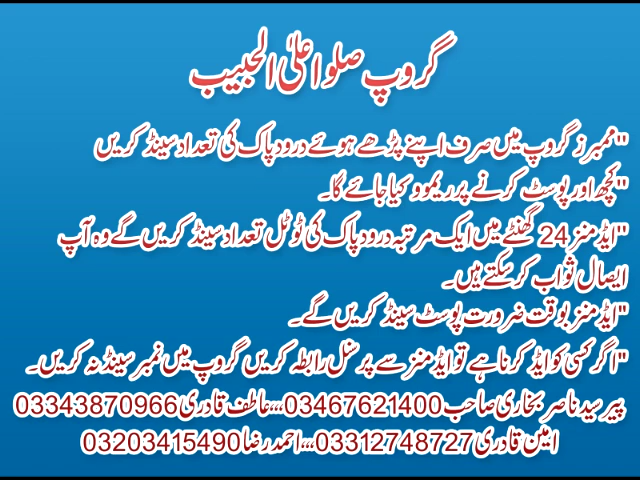 گروپ صلوا علیٰ الحبیب
"ممبرز گروپ میں صرف اپنے پڑھے ہوئے درود پاک کی تعداد سینڈ کریں
"کچھ اور پوسٹ کرنے پر ریموو کیا جائے گا۔
"ایڈمنز 24 گھنٹے میں ایک مرتبہ درود پاک کی ٹوٹل تعداد سینڈ کریں گے وہ آپ
ایصال ثواب کر سکتے ہیں۔
"ایڈمنز بوقت ضرورت پوسٹ سینڈ کریں گے۔
"اگر کسی کو ایڈ کرنا ہے تو ایڈمنز سے پرسنل رابطہ کریں گروپ میں نمبر سینڈ نہ کریں۔
پیر سید ناصر بخاری صاحب 03467621400،،،،عاطف قادری 03343870966
امین قادری 03312748727،،،،احمد رضا 03203415490